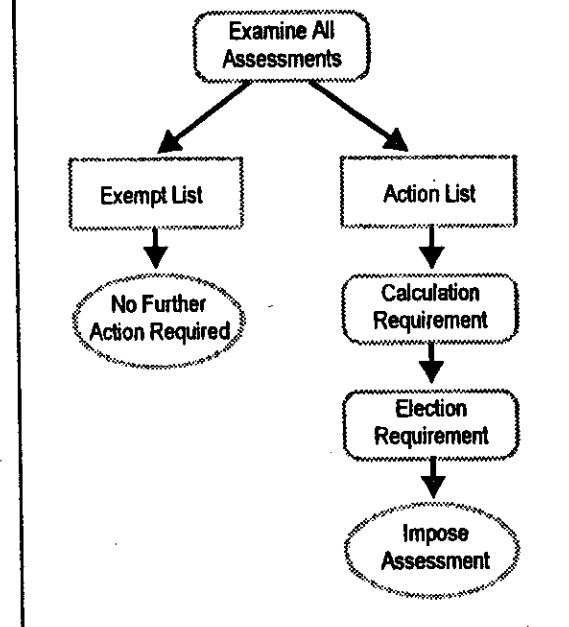 Examine All
Assessments
Exempt List
Action List
No Further
Action Required
Calculation
Requirement
Election
Requirement
Impose
Assessment